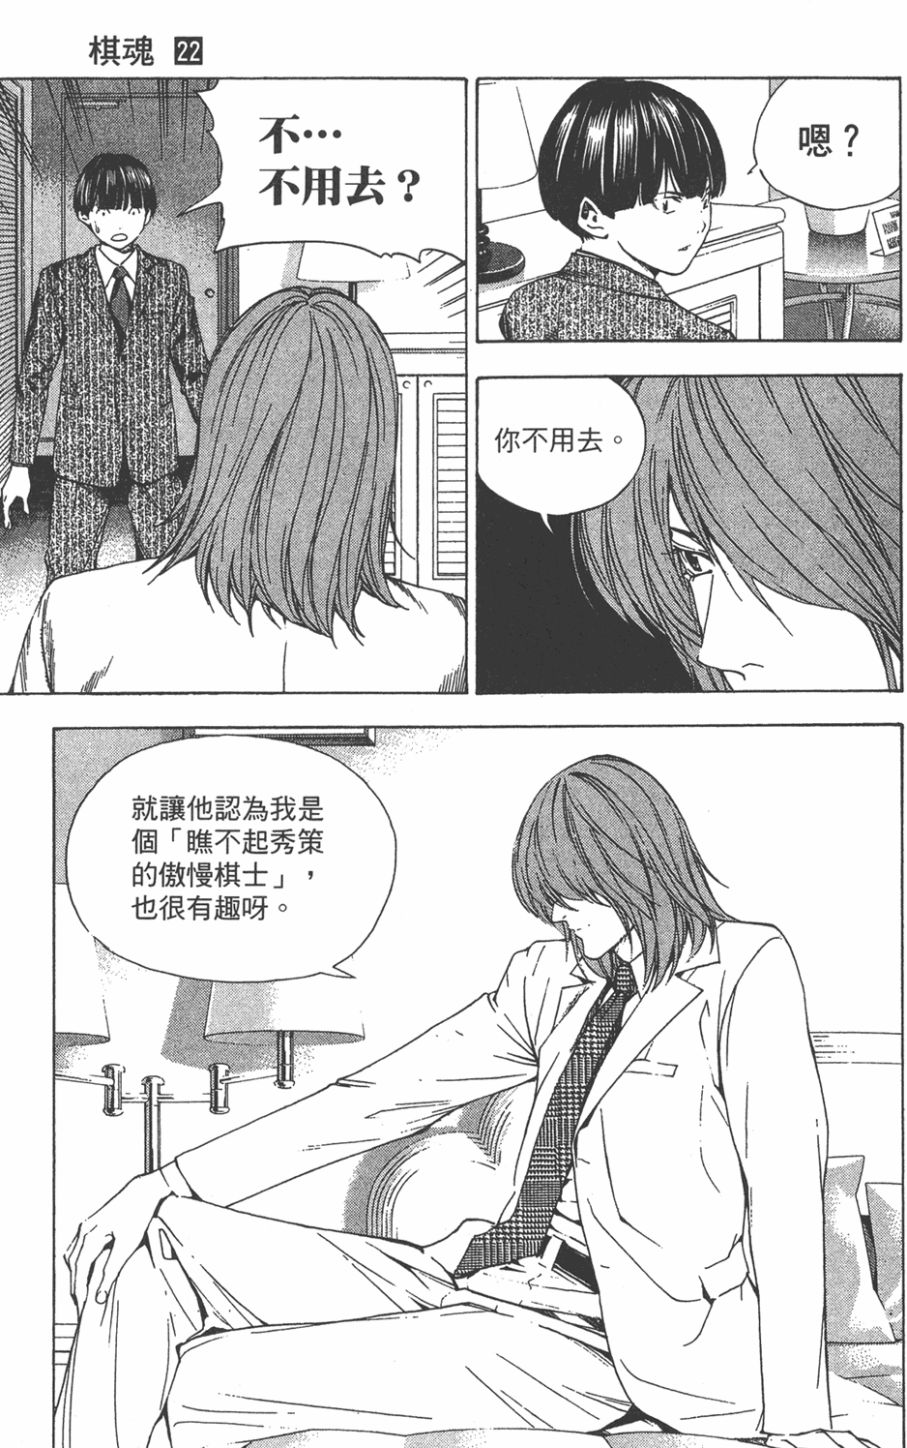 棋魂 22
嗯？
你不用去。
不…
不用去？
就讓他認為我是
個「瞧不起秀策
的傲慢棋士」，
也很有趣呀。